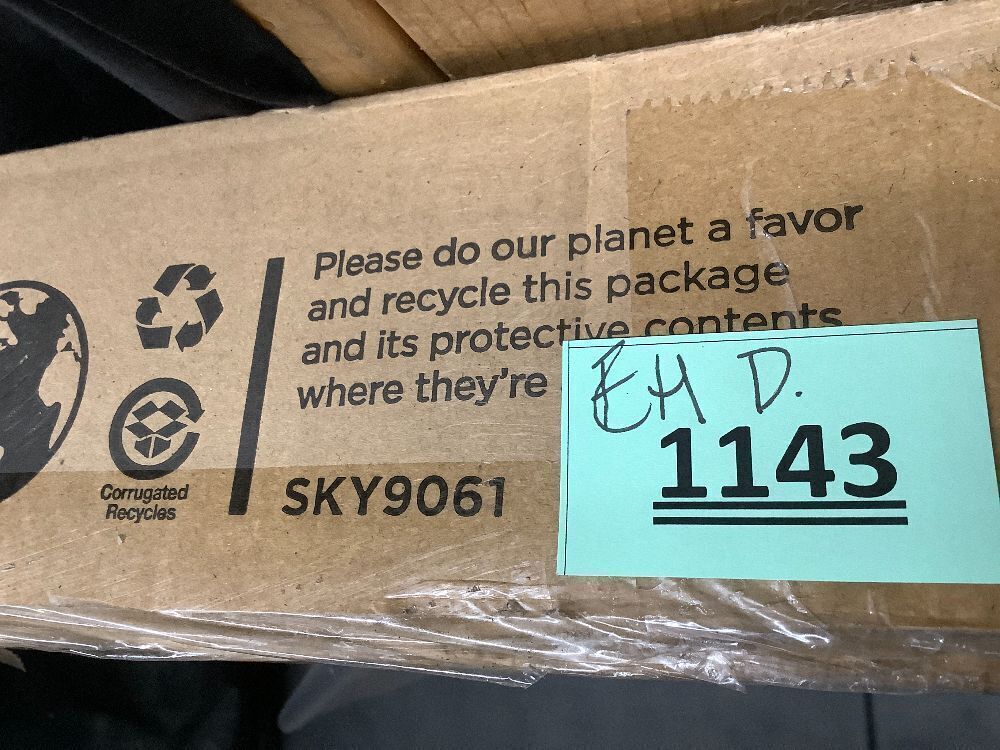 Please do our planet a favor
and recycle this package
and its protective contents
where they're
Corrugated
Recycles
SKY9061
EH D.
1143